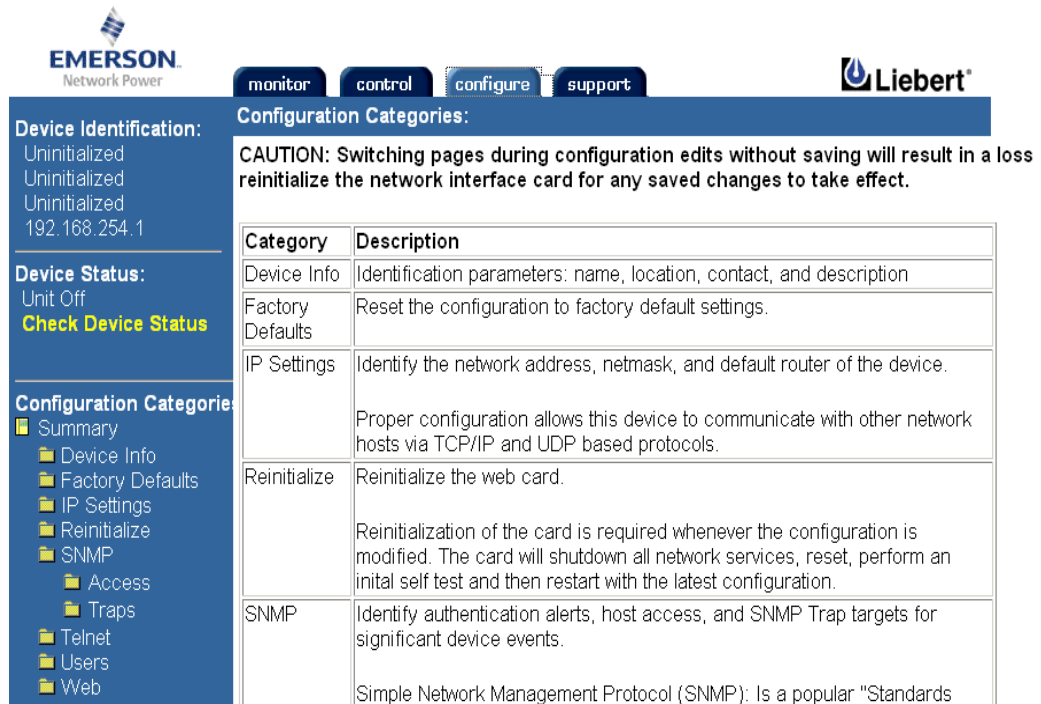 EMERSON.
Network Power
monitor
control
configure
support
Liebert®
Device Identification:
Uninitialized
Uninitialized
Uninitialized
192.168.254.1
Device Status:
Unit Off
Check Device Status
Configuration Categorie
Summary
Device Info
Factory Defaults
IP Settings
Reinitialize
SNMP
Access
Traps
Telnet
Users
Web
Configuration Categories:
CAUTION: Switching pages during configuration edits without saving will result in a loss
reinitialize the network interface card for any saved changes to take effect.
Category Description
Device Info Identification parameters: name, location, contact, and description
Factory Reset the configuration to factory default settings.
Defaults
IP Settings Identify the network address, netmask, and default router of the device.
Proper configuration allows this device to communicate with other network
hosts via TCP/IP and UDP based protocols.
Reinitialize Reinitialize the web card.
Reinitialization of the card is required whenever the configuration is
modified. The card will shutdown all network services, reset, perform an
inital self test and then restart with the latest configuration.
SNMP Identify authentication alerts, host access, and SNMP Trap targets for
significant device events.
Simple Network Management Protocol (SNMP): Is a popular "Standards